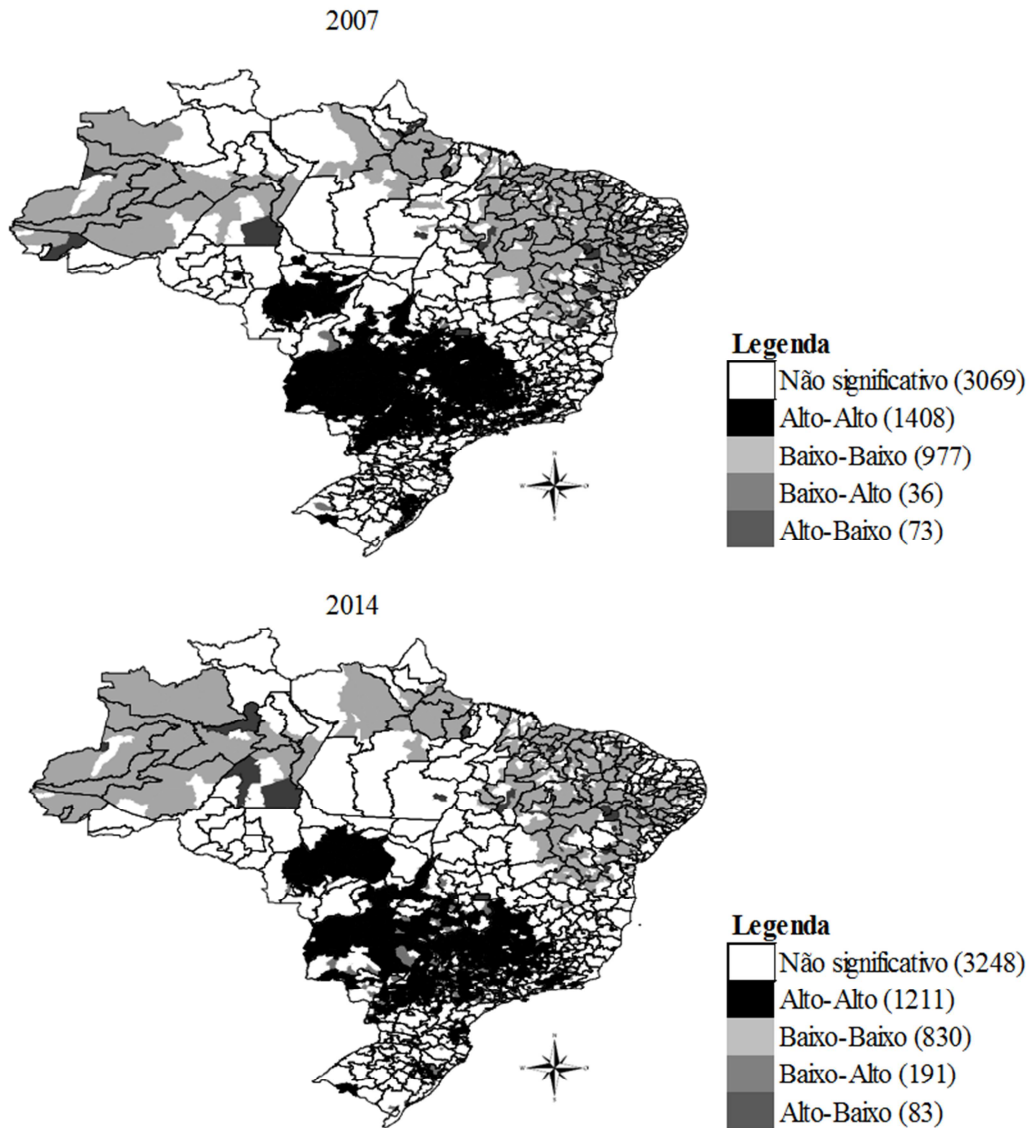 2007
Legenda
Não significativo (3069)
Alto-Alto (1408)
Baixo-Baixo (977)
Baixo-Alto (36)
Alto-Baixo (73)
2014
Legenda
Não significativo (3248)
Alto-Alto (1211)
Baixo-Baixo (830)
Baixo-Alto (191)
Alto-Baixo (83)